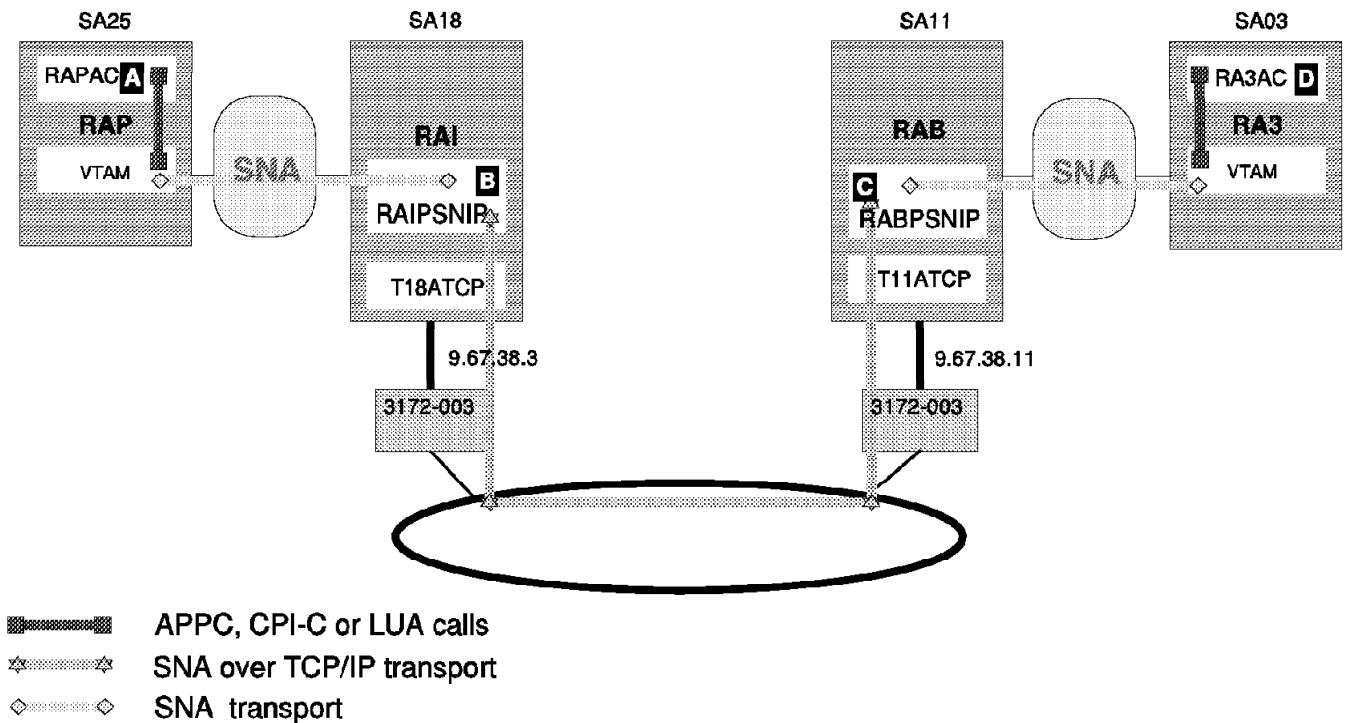 SA25
SA18
SA11
SA03
RAPAC A
RAP
VTAM
SNA
RAI
B
RAIPSNIP
T18ATCP
9.67.38.3
3172-003
RAB
C
RABPSNIP
T11ATCP
9.67.38.11
3172-003
SNA
RA3AC D
RA3
VTAM
APPC, CPI-C or LUA calls
SNA over TCP/IP transport
SNA transport